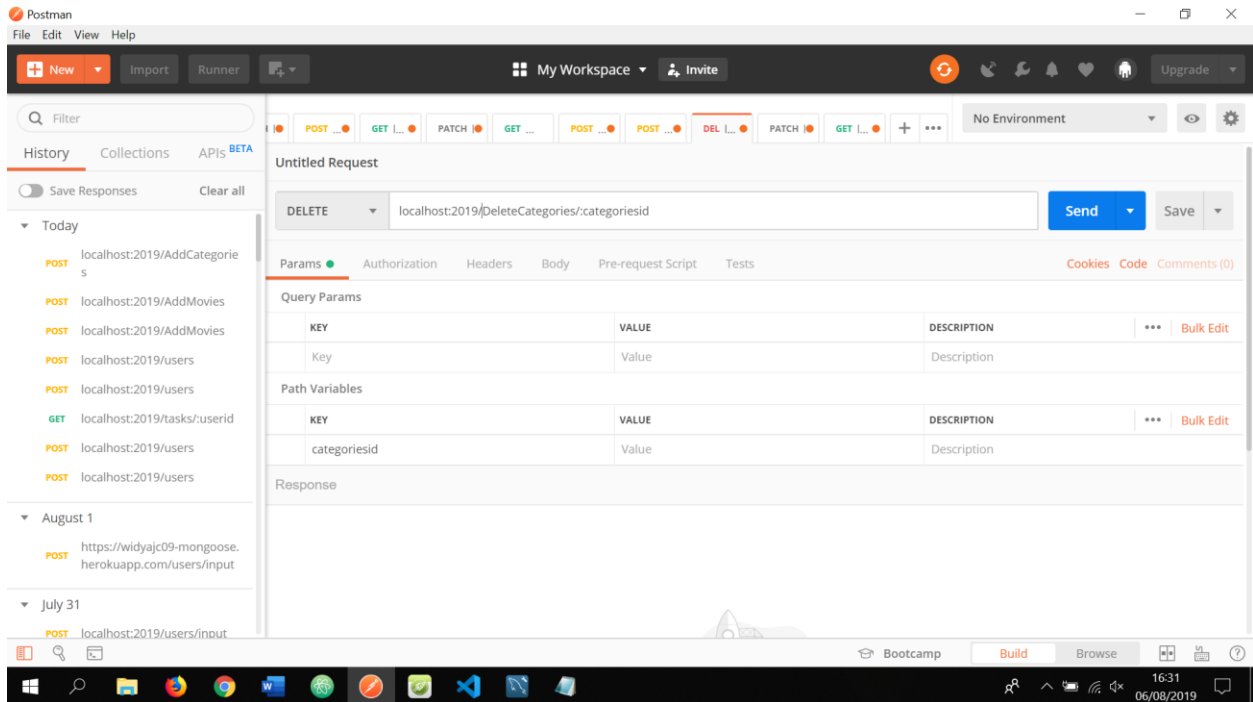 Postman
File Edit View Help
New Import Runner My Workspace Invite Upgrade
Filter
History Collections APIs BETA
Save Responses Clear all
Today
POST localhost:2019/AddCategorie
s
POST localhost:2019/AddMovies
POST localhost:2019/AddMovies
POST localhost:2019/users
POST localhost:2019/users
GET localhost:2019/tasks/:userid
POST localhost:2019/users
POST localhost:2019/users
August 1
POST https://widyajc09-mongoose.
herokuapp.com/users/input
July 31
POST localhost:2019/users/input
POST ... GET |... PATCH | GET ... POST ... POST ... DEL |... PATCH | GET |... + ••• No Environment
Untitled Request
DELETE localhost:2019/DeleteCategories/:categoriesid Send Save
Params Authorization Headers Body Pre-request Script Tests Cookies Code Comments (0)
Query Params
KEY VALUE DESCRIPTION ••• Bulk Edit
Key Value Description
Path Variables
KEY VALUE DESCRIPTION ••• Bulk Edit
categoriesid Value Description
Response
Bootcamp Build Browse ?
16:31
06/08/2019